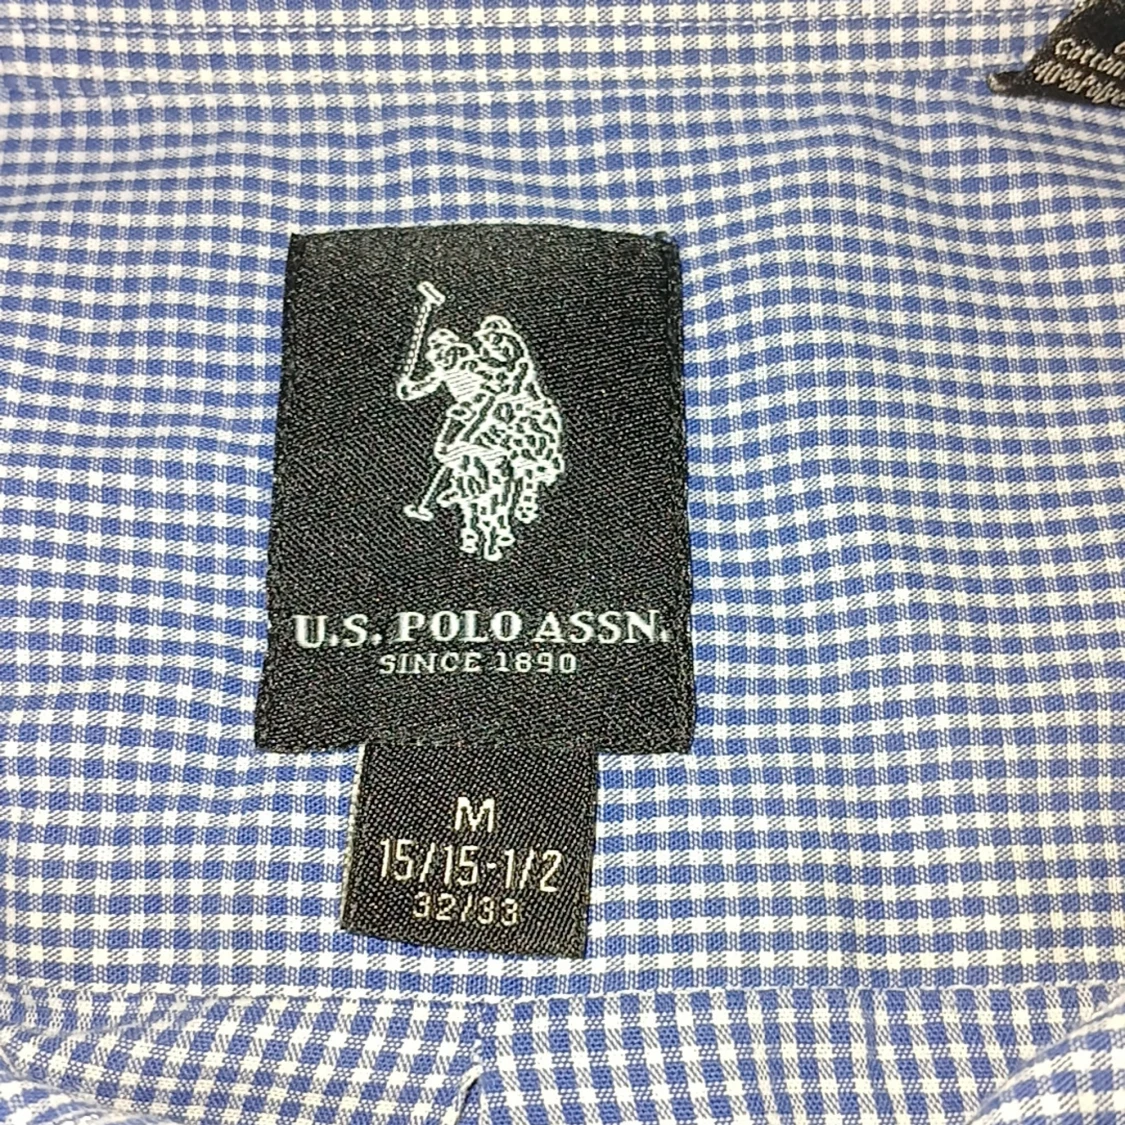 U.S. POLO ASSN.
SINCE 1890
M
15/15-1/2
32/33